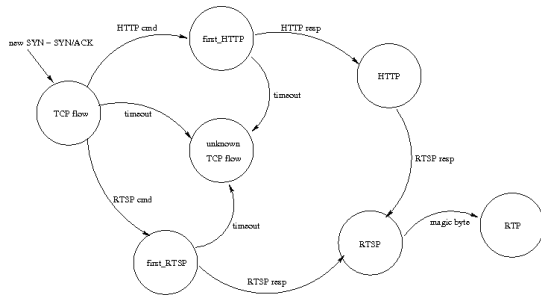 HTTP cmd
first_HTTP
HTTP resp
new SYN – SYN/ACK
HTTP
timeout
TCP flow
timeout
unknown
TCP flow
RTSP resp
RTSP cmd
timeout
magic byte
RTP
RTSP
first_RTSP
RTSP resp